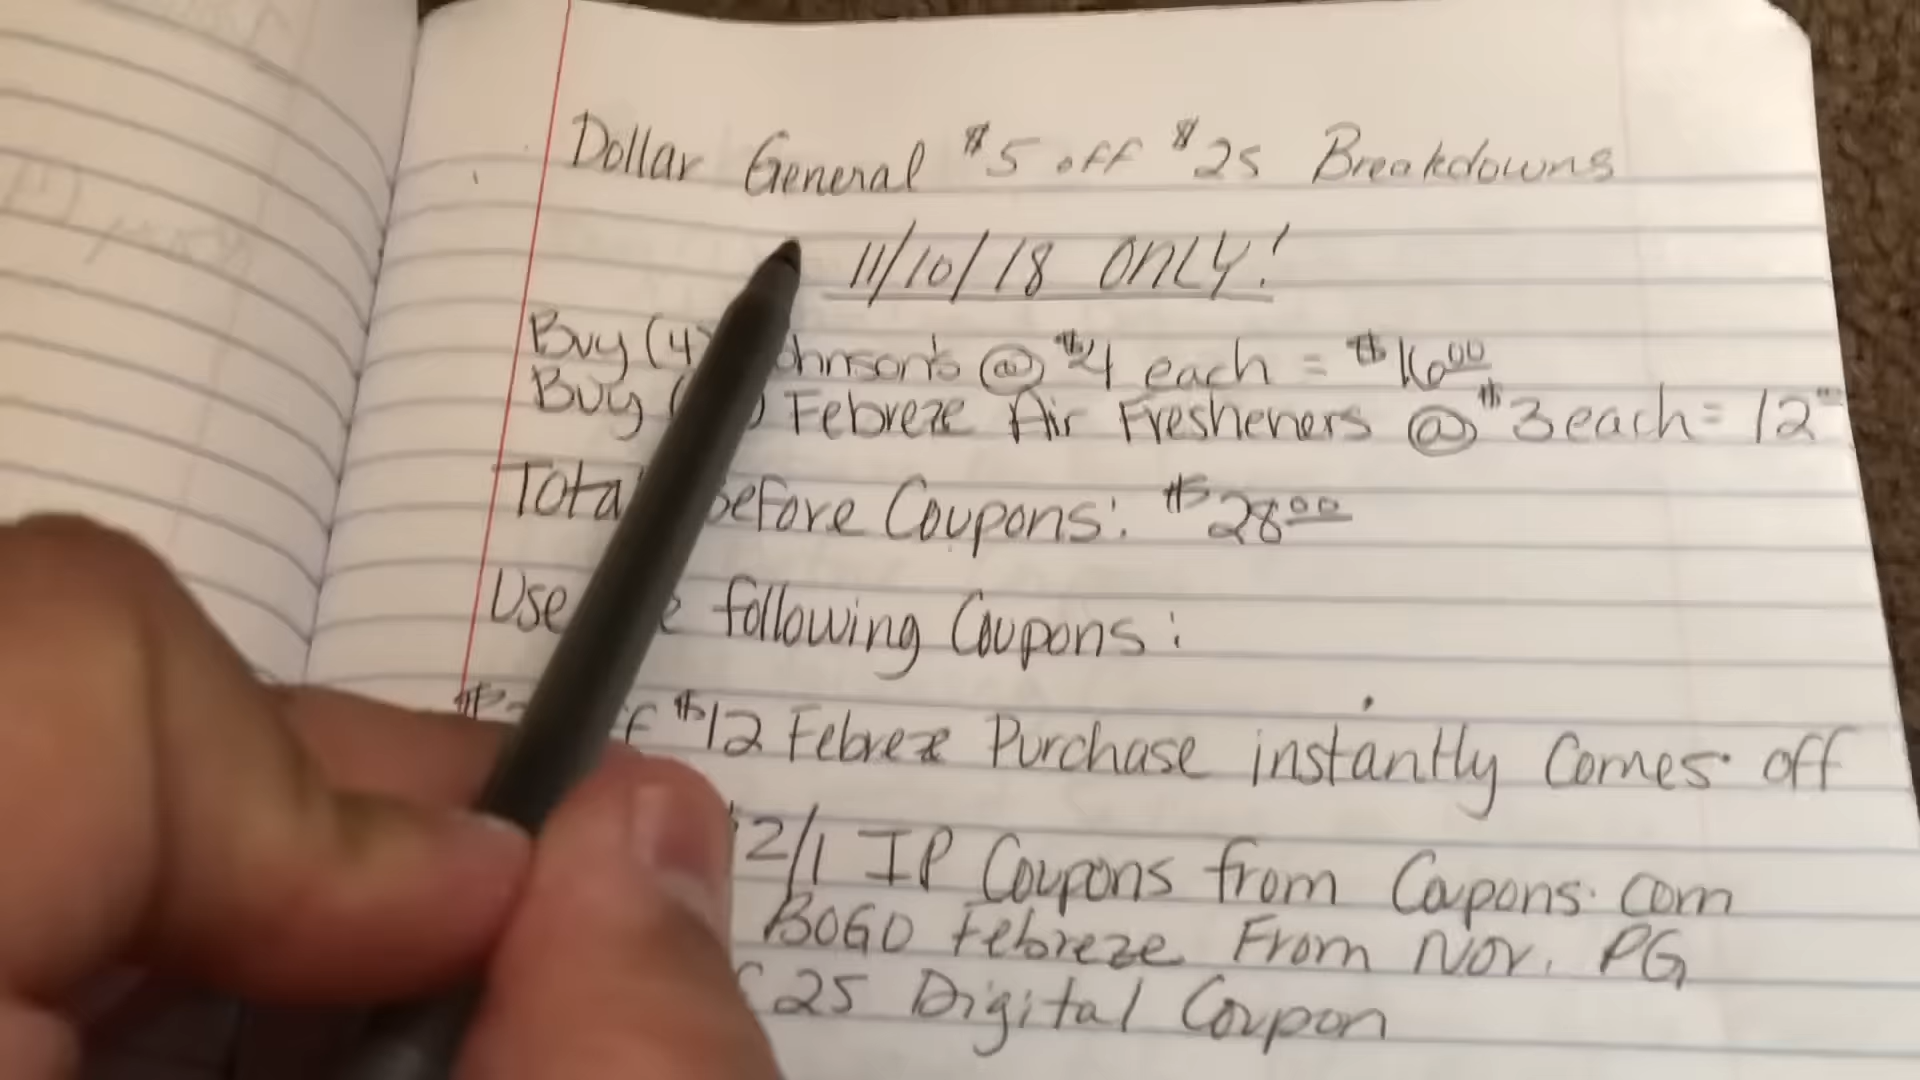 Dollar General $5 off $25 Breakdowns
11/10/18 ONLY!
Buy (4) Johnson's @ $4 each = $16.00
Buy Febreze Air Fresheners @ $3 each = 12
Total Before Coupons: $28.00
Use following Coupons:
$12 Febreze Purchase instantly Comes off
$2/1 IP Coupons from Coupons.com
BOGO Febreze From Nov. PG
25 Digital Coupon